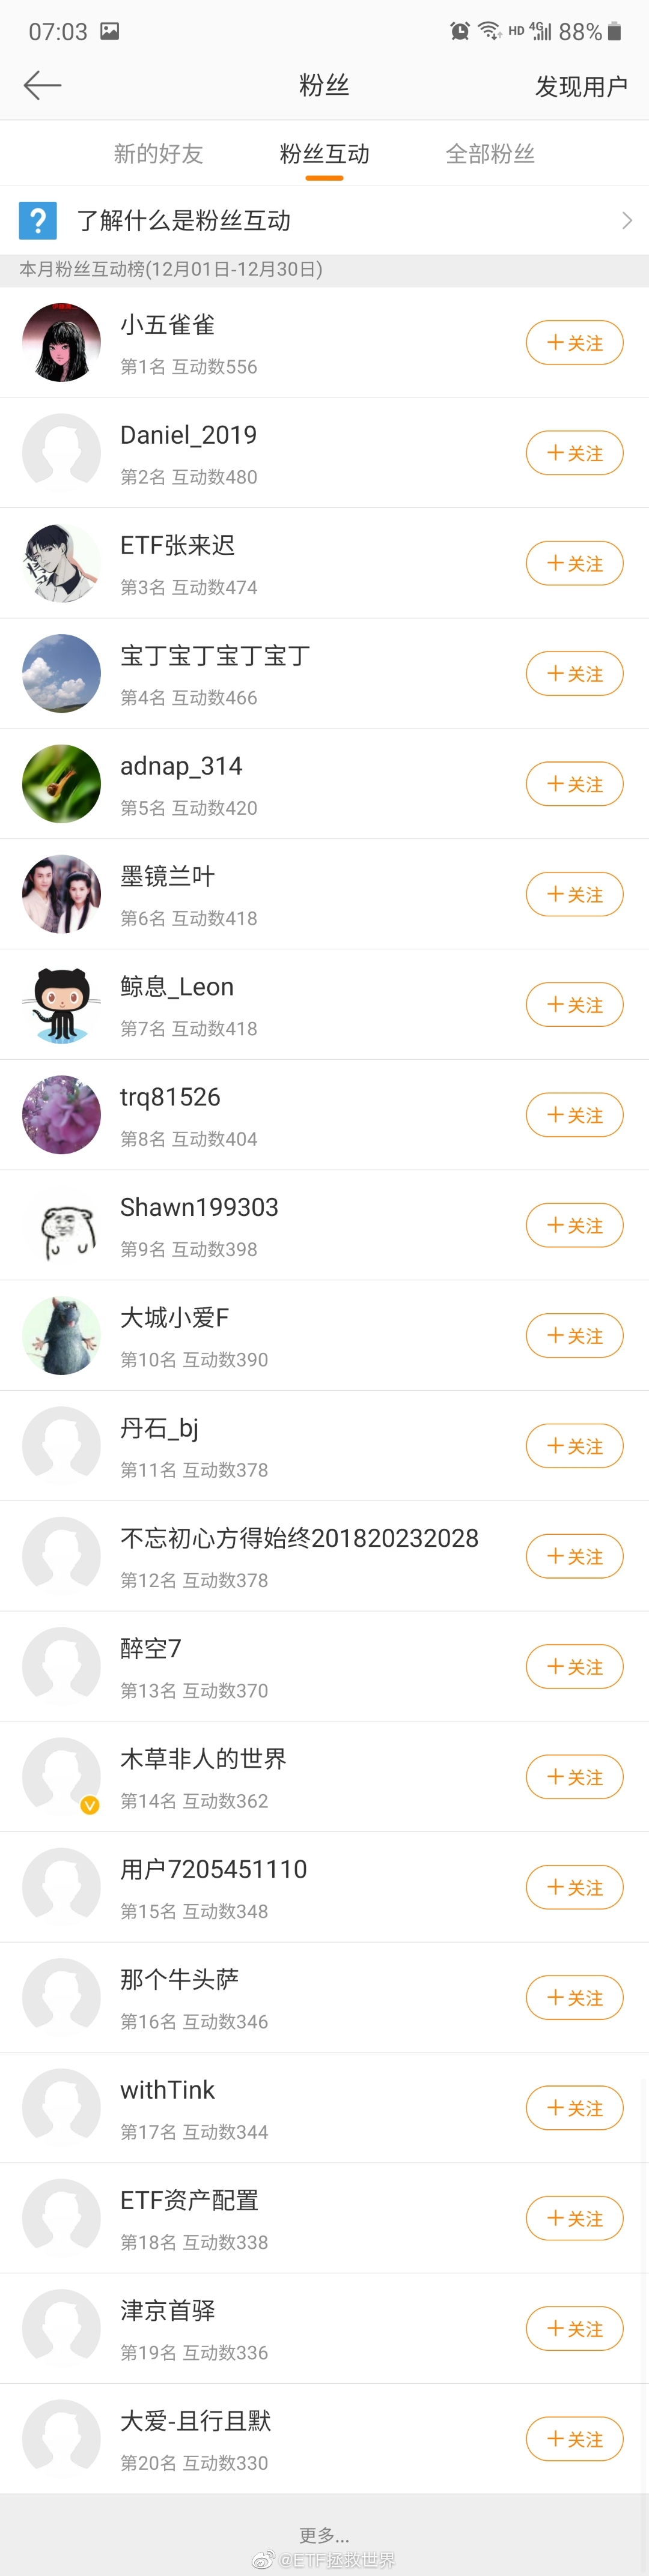 07:03
HD 4G 88%
粉丝
发现用户
新的好友 粉丝互动 全部粉丝
? 了解什么是粉丝互动
本月粉丝互动榜(12月01日-12月30日)
小五雀雀
第1名 互动数556
+关注
Daniel_2019
第2名 互动数480
+关注
ETF张来迟
第3名 互动数474
+关注
宝丁宝丁宝丁宝丁
第4名 互动数466
+关注
adnap_314
第5名 互动数420
+关注
墨镜兰叶
第6名 互动数418
+关注
鲸息_Leon
第7名 互动数418
+关注
trq81526
第8名 互动数404
+关注
Shawn199303
第9名 互动数398
+关注
大城小爱F
第10名 互动数390
+关注
丹石_bj
第11名 互动数378
+关注
不忘初心方得始终201820232028
第12名 互动数378
+关注
醉空7
第13名 互动数370
+关注
木草非人的世界
第14名 互动数362
+关注
用户7205451110
第15名 互动数348
+关注
那个牛头萨
第16名 互动数346
+关注
withTink
第17名 互动数344
+关注
ETF资产配置
第18名 互动数338
+关注
津京首驿
第19名 互动数336
+关注
大爱-且行且默
第20名 互动数330
+关注
更多...
@ETF拯救世界